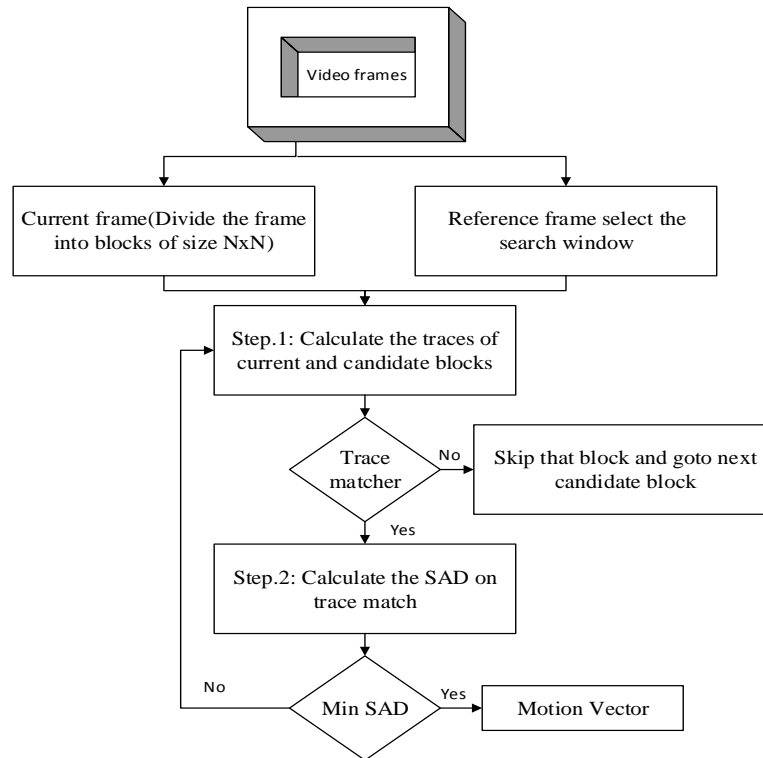 Video frames
Current frame(Divide the frame
into blocks of size NxN)
Reference frame select the
search window
Step.1: Calculate the traces of
current and candidate blocks
Trace
matcher
No
Skip that block and goto next
candidate block
Yes
Step.2: Calculate the SAD on
trace match
No
Min SAD
Yes
Motion Vector